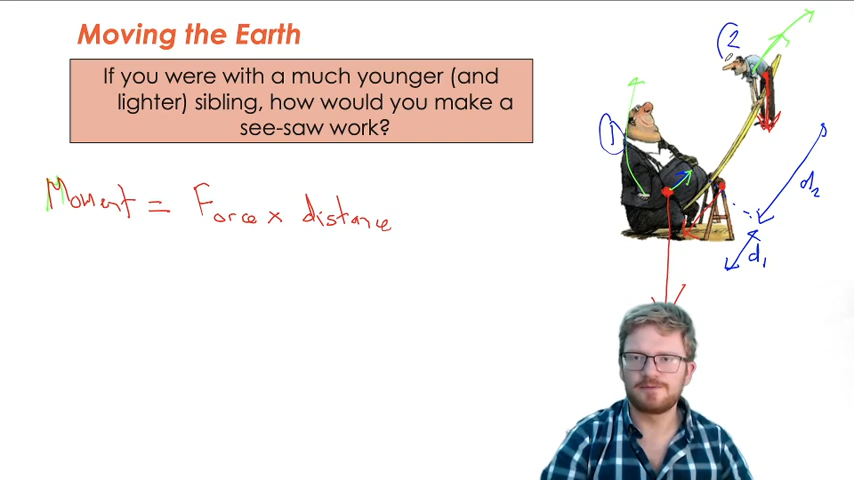 Moving the Earth
If you were with a much younger (and
lighter) sibling, how would you make a
see-saw work?
Moment = Force x distance
1
2
d2
d1